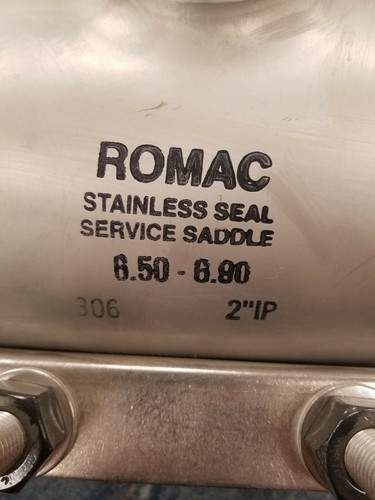 ROMAC
STAINLESS SEAL
SERVICE SADDLE
6.50 - 6.90
306 2"IP